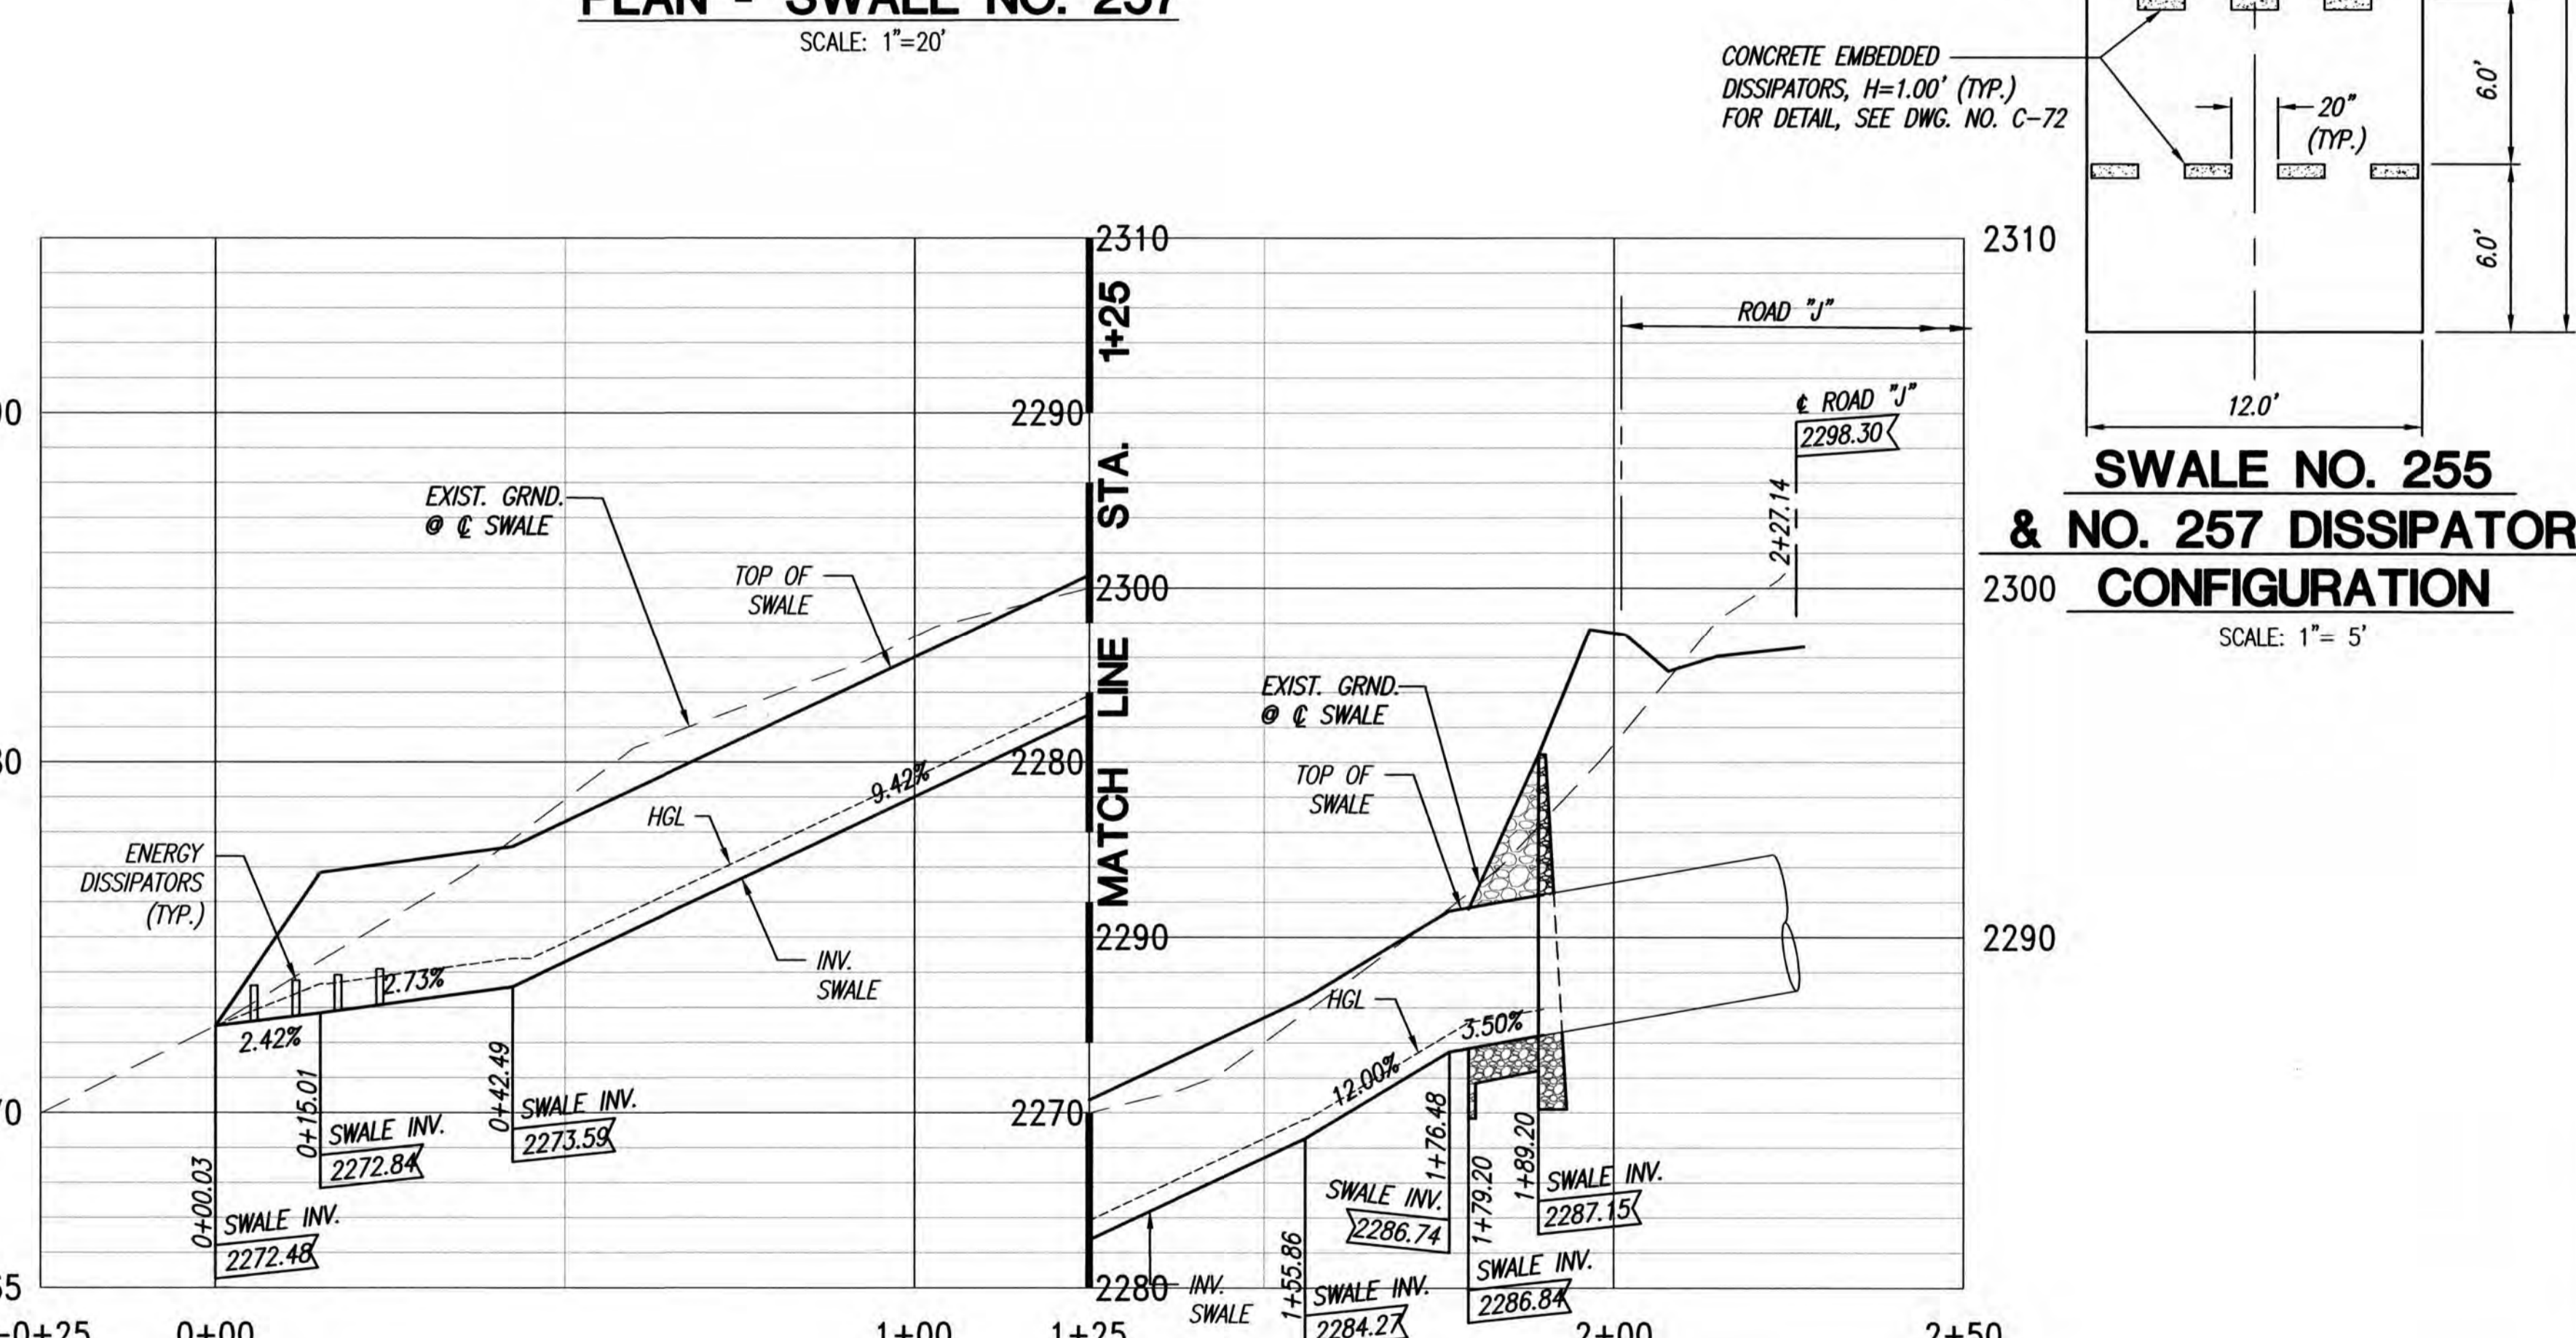 PLAN - SWALE NO. 257
SCALE: 1"=20'
CONCRETE EMBEDDED
DISSIPATORS, H=1.00' (TYP.)
FOR DETAIL, SEE DWG. NO. C-72
20"
(TYP.)
6.0'
6.0'
12.0'
SWALE NO. 255
& NO. 257 DISSIPATOR
CONFIGURATION
SCALE: 1"= 5'
2310
2310
MATCH LINE STA. 1+25
ROAD "J"
℄ ROAD "J"
2298.30
2+27.14
2290
2300
2300
EXIST. GRND.
@ ℄ SWALE
TOP OF
SWALE
EXIST. GRND.
@ ℄ SWALE
TOP OF
SWALE
2280
9.42%
HGL
ENERGY
DISSIPATORS
(TYP.)
2290
2290
INV.
SWALE
2.73%
2.42%
HGL
3.50%
12.00%
2270
0+00.03
SWALE INV.
2272.48
0+15.01
SWALE INV.
2272.84
0+42.49
SWALE INV.
2273.59
2280
INV.
SWALE
1+55.86
SWALE INV.
2284.27
1+76.48
SWALE INV.
2286.74
1+79.20
SWALE INV.
2286.84
1+89.20
SWALE INV.
2287.15
-0+25
0+00
1+00
1+25
2+00
2+50